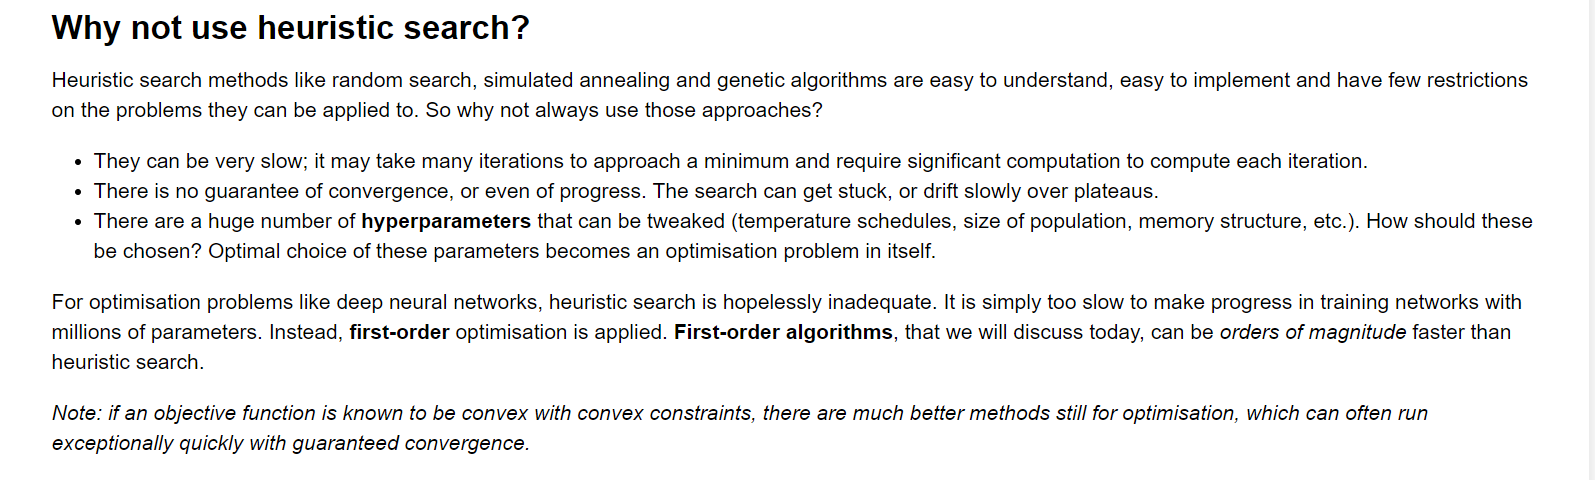 Why not use heuristic search?
Heuristic search methods like random search, simulated annealing and genetic algorithms are easy to understand, easy to implement and have few restrictions
on the problems they can be applied to. So why not always use those approaches?
• They can be very slow; it may take many iterations to approach a minimum and require significant computation to compute each iteration.
• There is no guarantee of convergence, or even of progress. The search can get stuck, or drift slowly over plateaus.
• There are a huge number of hyperparameters that can be tweaked (temperature schedules, size of population, memory structure, etc.). How should these
be chosen? Optimal choice of these parameters becomes an optimisation problem in itself.
For optimisation problems like deep neural networks, heuristic search is hopelessly inadequate. It is simply too slow to make progress in training networks with
millions of parameters. Instead, first-order optimisation is applied. First-order algorithms, that we will discuss today, can be orders of magnitude faster than
heuristic search.
Note: if an objective function is known to be convex with convex constraints, there are much better methods still for optimisation, which can often run
exceptionally quickly with guaranteed convergence.